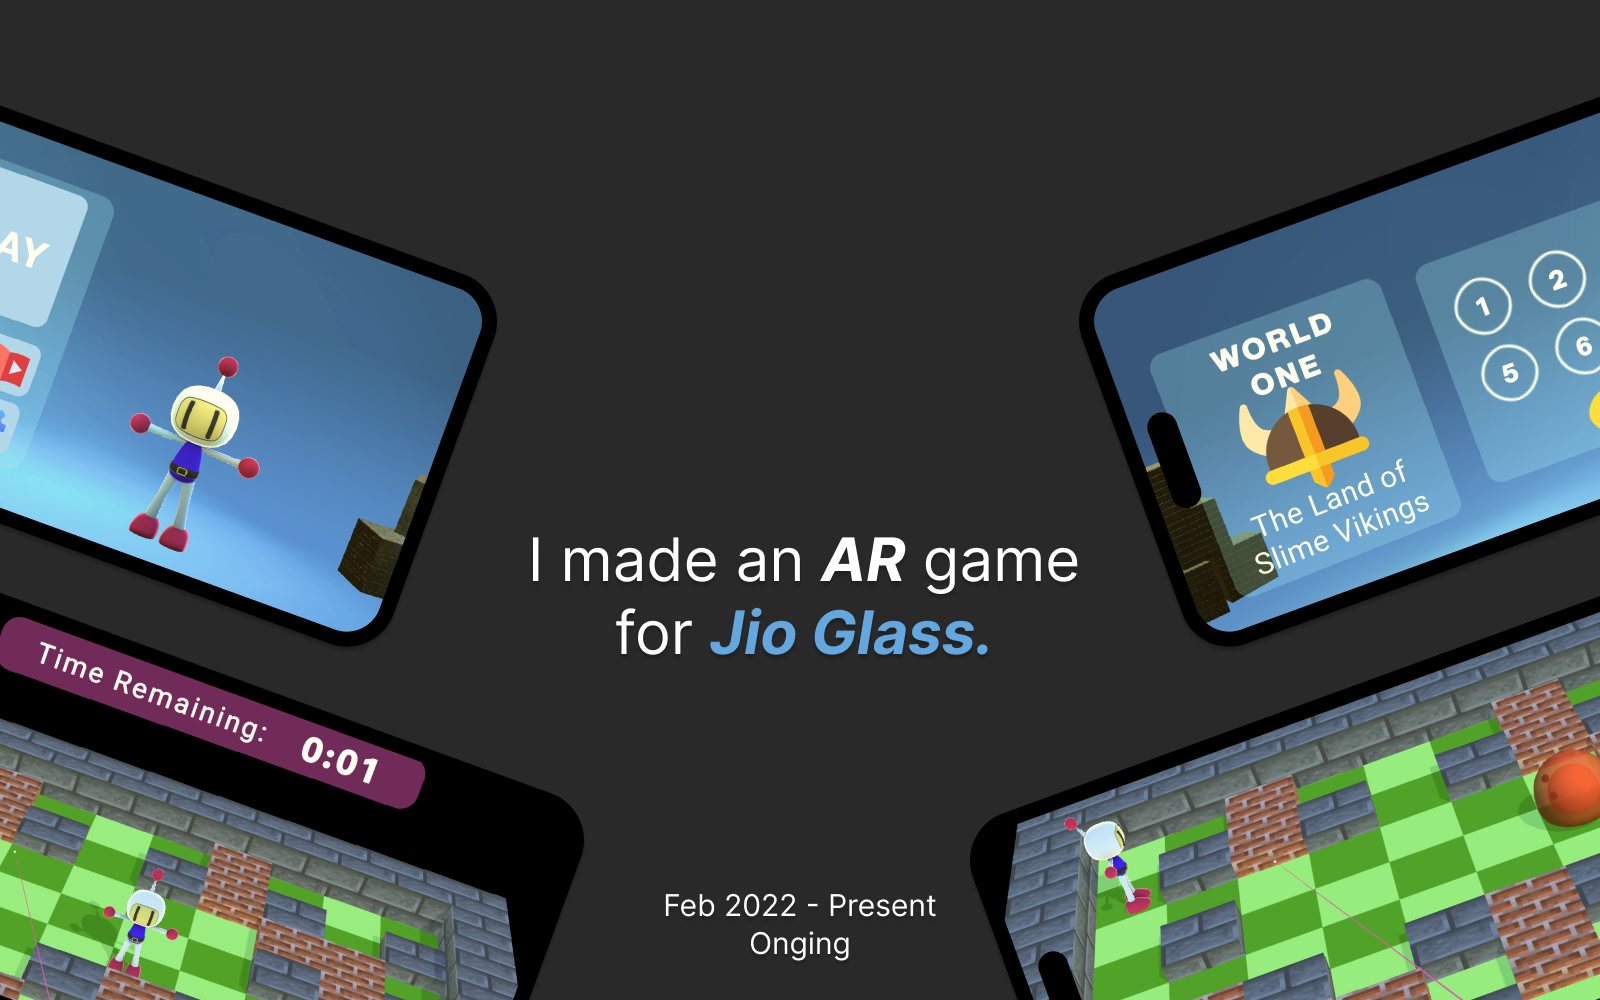 AY
WORLD
ONE
The Land of
Slime Vikings
1 2
5 6
I made an AR game
for Jio Glass.
Time Remaining: 0:01
Feb 2022 - Present
Onging